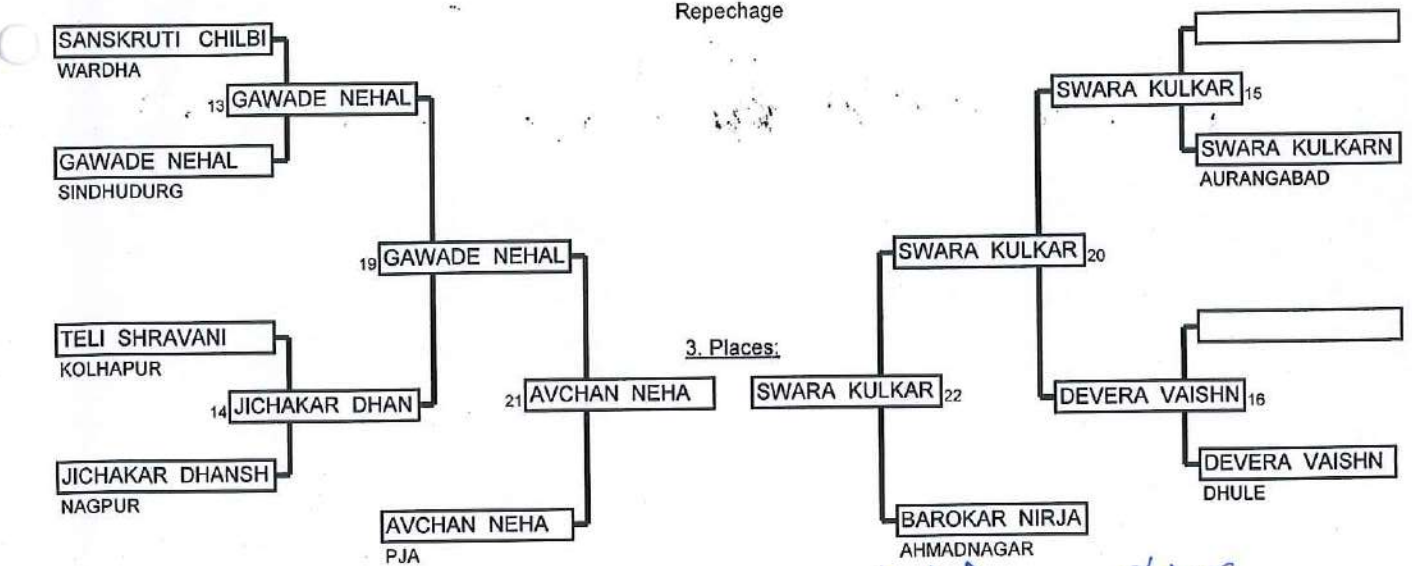 Repechage
SANSKRUTI CHILBI
WARDHA
13 GAWADE NEHAL
GAWADE NEHAL
SINDHUDURG
19 GAWADE NEHAL
TELI SHRAVANI
KOLHAPUR
14 JICHAKAR DHAN
JICHAKAR DHANSH
NAGPUR
21 AVCHAN NEHA
AVCHAN NEHA
PJA
3. Places:
SWARA KULKAR 15
SWARA KULKARN
AURANGABAD
SWARA KULKAR 20
SWARA KULKAR 22
DEVERA VAISHN 16
DEVERA VAISHN
DHULE
BAROKAR NIRJA
AHMADNAGAR